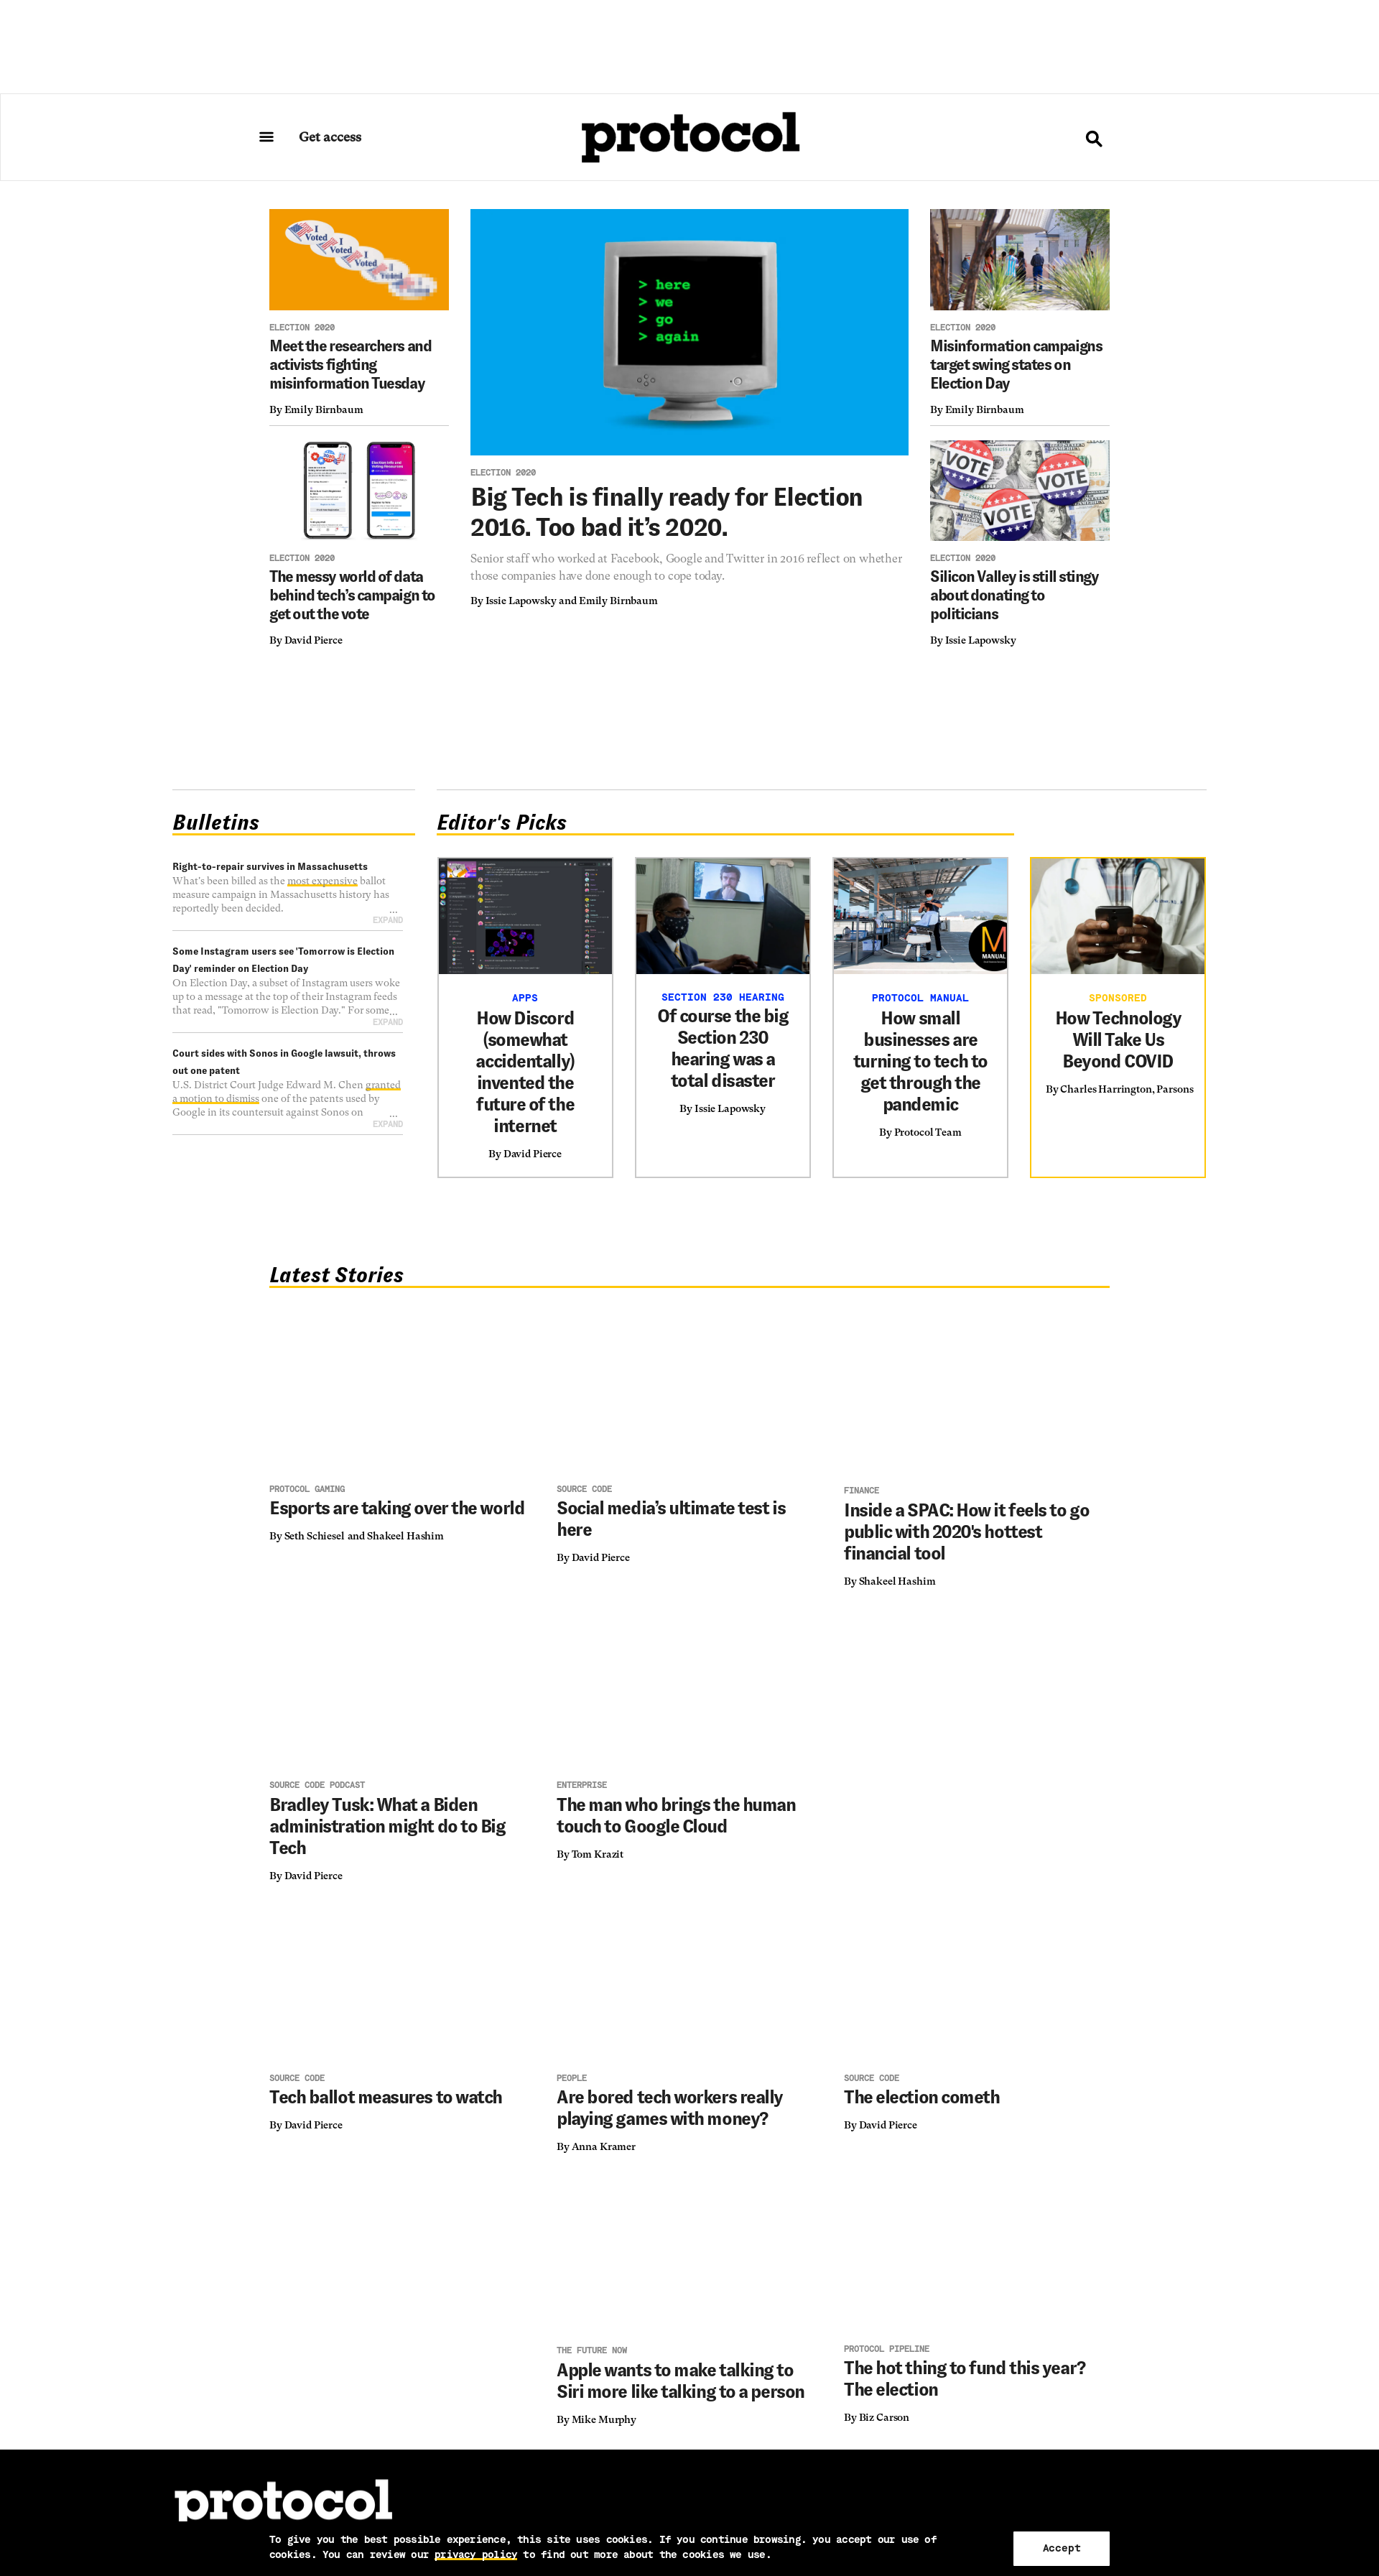 Get access
protocol
I Voted
I Voted
I Voted
I Voted
ELECTION 2020
Meet the researchers and
activists fighting
misinformation Tuesday
By Emily Birnbaum
ELECTION 2020
The messy world of data
behind tech’s campaign to
get out the vote
By David Pierce
> here
> we
> go
> again
ELECTION 2020
Big Tech is finally ready for Election
2016. Too bad it’s 2020.
Senior staff who worked at Facebook, Google and Twitter in 2016 reflect on whether
those companies have done enough to cope today.
By Issie Lapowsky and Emily Birnbaum
ELECTION 2020
Misinformation campaigns
target swing states on
Election Day
By Emily Birnbaum
VOTE
VOTE
VOTE
ELECTION 2020
Silicon Valley is still stingy
about donating to
politicians
By Issie Lapowsky
Bulletins
Right-to-repair survives in Massachusetts
What’s been billed as the most expensive ballot
measure campaign in Massachusetts history has
reportedly been decided.
...
EXPAND
Some Instagram users see 'Tomorrow is Election
Day' reminder on Election Day
On Election Day, a subset of Instagram users woke
up to a message at the top of their Instagram feeds
that read, "Tomorrow is Election Day." For some...
EXPAND
Court sides with Sonos in Google lawsuit, throws
out one patent
U.S. District Court Judge Edward M. Chen granted
a motion to dismiss one of the patents used by
Google in its countersuit against Sonos on
...
EXPAND
Editor's Picks
APPS
How Discord
(somewhat
accidentally)
invented the
future of the
internet
By David Pierce
SECTION 230 HEARING
Of course the big
Section 230
hearing was a
total disaster
By Issie Lapowsky
M
MANUAL
PROTOCOL MANUAL
How small
businesses are
turning to tech to
get through the
pandemic
By Protocol Team
SPONSORED
How Technology
Will Take Us
Beyond COVID
By Charles Harrington, Parsons
Latest Stories
PROTOCOL GAMING
Esports are taking over the world
By Seth Schiesel and Shakeel Hashim
SOURCE CODE
Social media’s ultimate test is
here
By David Pierce
FINANCE
Inside a SPAC: How it feels to go
public with 2020's hottest
financial tool
By Shakeel Hashim
SOURCE CODE PODCAST
Bradley Tusk: What a Biden
administration might do to Big
Tech
By David Pierce
ENTERPRISE
The man who brings the human
touch to Google Cloud
By Tom Krazit
SOURCE CODE
Tech ballot measures to watch
By David Pierce
PEOPLE
Are bored tech workers really
playing games with money?
By Anna Kramer
SOURCE CODE
The election cometh
By David Pierce
THE FUTURE NOW
Apple wants to make talking to
Siri more like talking to a person
By Mike Murphy
PROTOCOL PIPELINE
The hot thing to fund this year?
The election
By Biz Carson
protocol
To give you the best possible experience, this site uses cookies. If you continue browsing. you accept our use of
cookies. You can review our privacy policy to find out more about the cookies we use.
Accept